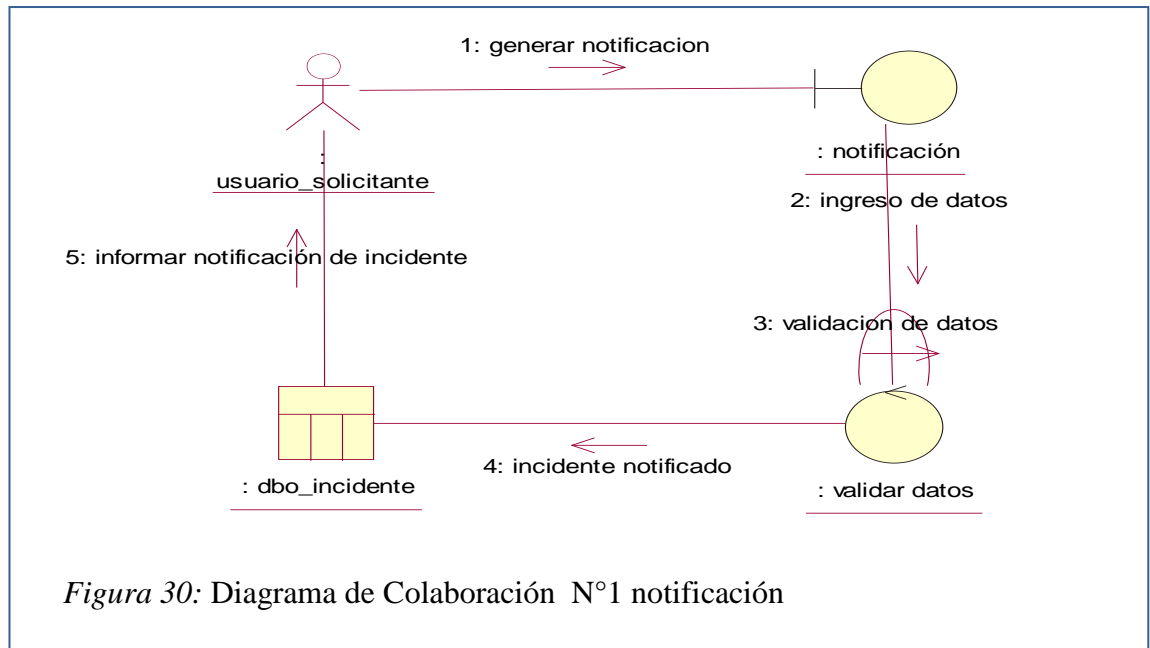 1: generar notificacion
: notificación
:
usuario_solicitante
2: ingreso de datos
5: informar notificación de incidente
3: validacion de datos
4: incidente notificado
: dbo_incidente
: validar datos
Figura 30: Diagrama de Colaboración N°1 notificación